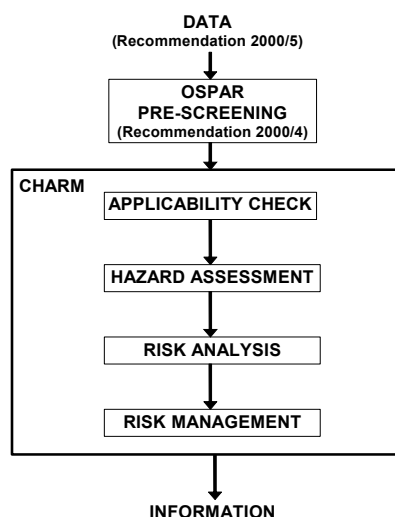 DATA
(Recommendation 2000/5)
OSPAR
PRE-SCREENING
(Recommendation 2000/4)
CHARM
APPLICABILITY CHECK
HAZARD ASSESSMENT
RISK ANALYSIS
RISK MANAGEMENT
INFORMATION